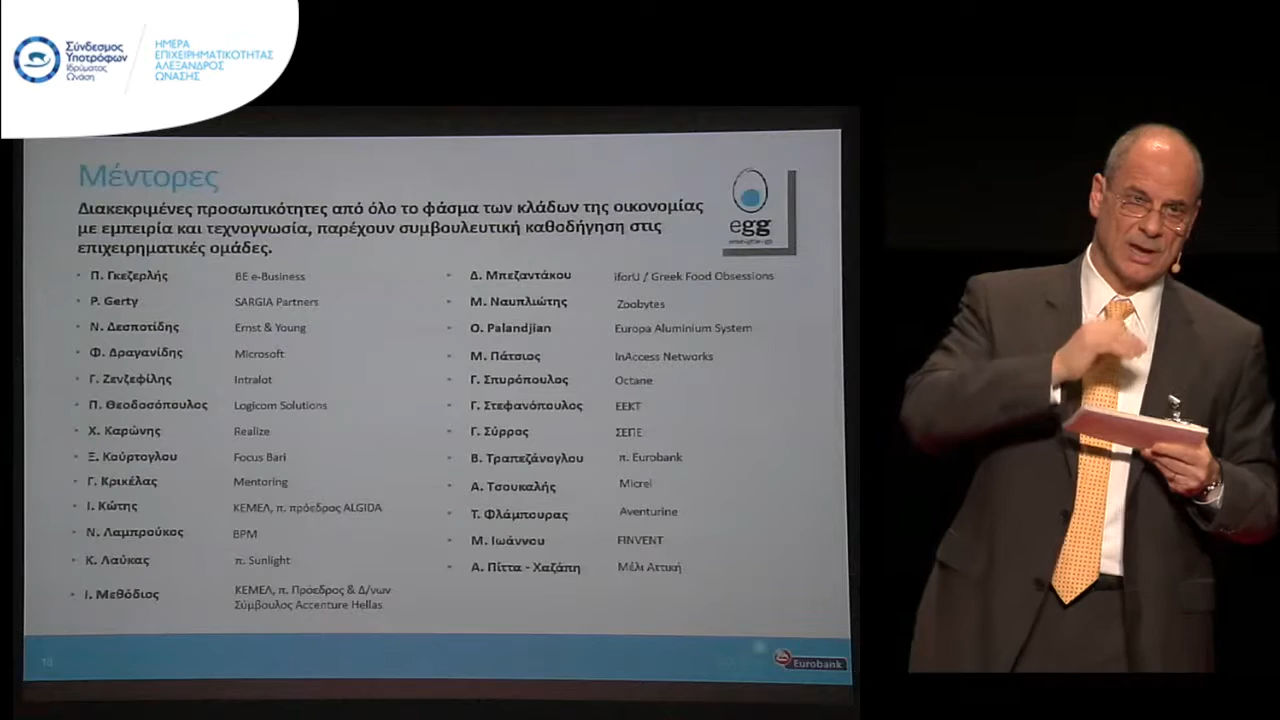 Σύνδεσμος
Υποτρόφων
Ιδρύματος
Ωνάση
ΗΜΕΡΑ
ΕΠΙΧΕΙΡΗΜΑΤΙΚΟΤΗΤΑΣ
ΑΛΕΞΑΝΔΡΟΣ
ΩΝΑΣΗΣ
Μέντορες
Διακεκριμένες προσωπικότητες από όλο το φάσμα των κλάδων της οικονομίας
με εμπειρία και τεχνογνωσία, παρέχουν συμβουλευτική καθοδήγηση στις
επιχειρηματικές ομάδες.
egg
Π. Γκεζερλής BE e-Business
P. Gerty SARGIA Partners
Ν. Δεσποτίδης Ernst & Young
Φ. Δραγανίδης Microsoft
Γ. Ζενζεφίλης Intralot
Π. Θεοδοσόπουλος Logicom Solutions
Χ. Καρώνης Realize
Ξ. Κούρτογλου Focus Bari
Γ. Κρικέλας Mentoring
Ι. Κώτης ΚΕΜΕΛ, π. πρόεδρος ALGIDA
Ν. Λαμπρούκος BPM
Κ. Λαύκας π. Sunlight
Ι. Μεθόδιος ΚΕΜΕΛ, π. Πρόεδρος & Δ/νων
Σύμβουλος Accenture Hellas
Δ. Μπεζαντάκου iforU / Greek Food Obsessions
Μ. Ναυπλιώτης Zoobytes
O. Palandjian Europa Aluminium System
Μ. Πάτσιος InAccess Networks
Γ. Σπυρόπουλος Octane
Γ. Στεφανόπουλος ΕΕΚΤ
Γ. Σύρρος ΣΕΠΕ
Β. Τραπεζάνογλου π. Eurobank
Α. Τσουκαλής Micrel
Τ. Φλάμπουρας Aventurine
Μ. Ιωάννου FINVENT
Α. Πίττα - Χαζάπη Μέλι Αττική
18
Eurobank